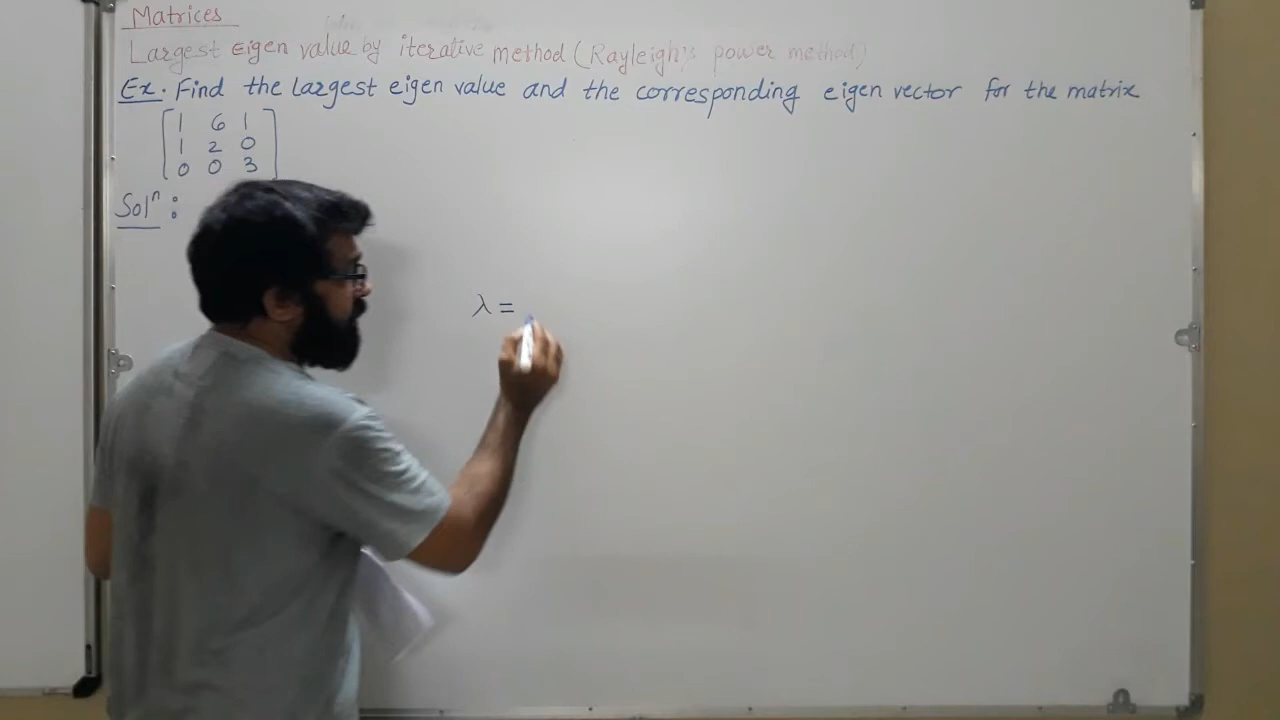 Matrices
Largest Eigen value by iterative method (Rayleigh's power method)
Ex. Find the largest eigen value and the corresponding eigen vector for the matrix
1 6 1
1 2 0
0 0 3
Solⁿ :
λ =